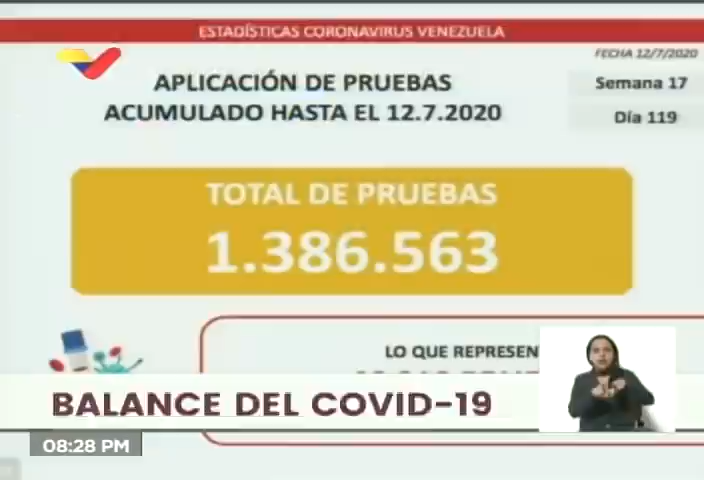 ESTADÍSTICAS CORONAVIRUS VENEZUELA
FECHA 12/7/2020
APLICACIÓN DE PRUEBAS
ACUMULADO HASTA EL 12.7.2020
Semana 17
Día 119
TOTAL DE PRUEBAS
1.386.563
LO QUE REPRESEN
BALANCE DEL COVID-19
08:28 PM